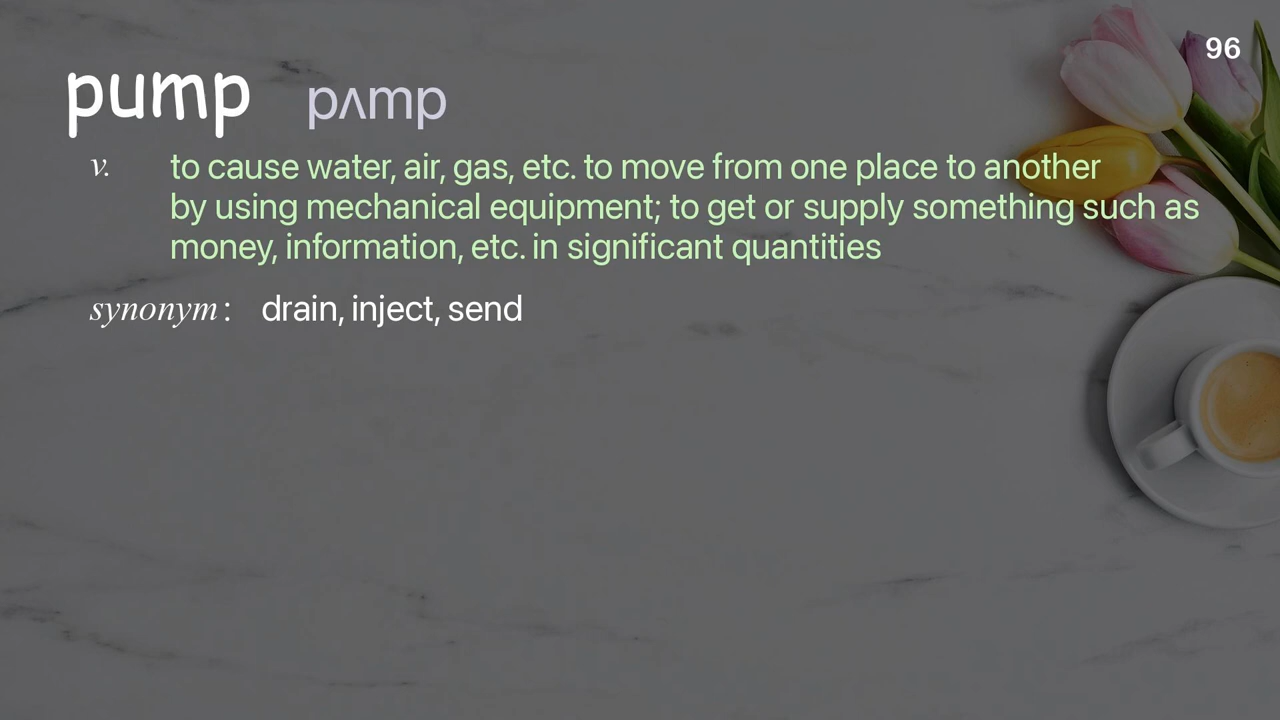 96
pump pʌmp
v. to cause water, air, gas, etc. to move from one place to another
by using mechanical equipment; to get or supply something such as
money, information, etc. in significant quantities
synonym : drain, inject, send